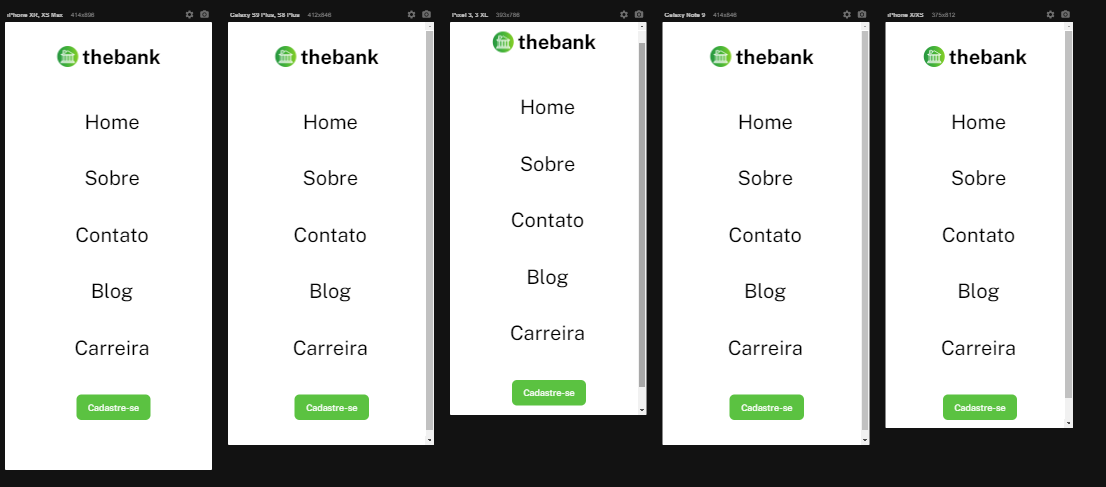 iPhone XR, XS Max 414x896
thebank
Home
Sobre
Contato
Blog
Carreira
Cadastre-se
Galaxy S9 Plus, S8 Plus 412x846
thebank
Home
Sobre
Contato
Blog
Carreira
Cadastre-se
Pixel 3, 3 XL 393x786
thebank
Home
Sobre
Contato
Blog
Carreira
Cadastre-se
Galaxy Note 9 414x846
thebank
Home
Sobre
Contato
Blog
Carreira
Cadastre-se
iPhone X/XS 375x812
thebank
Home
Sobre
Contato
Blog
Carreira
Cadastre-se